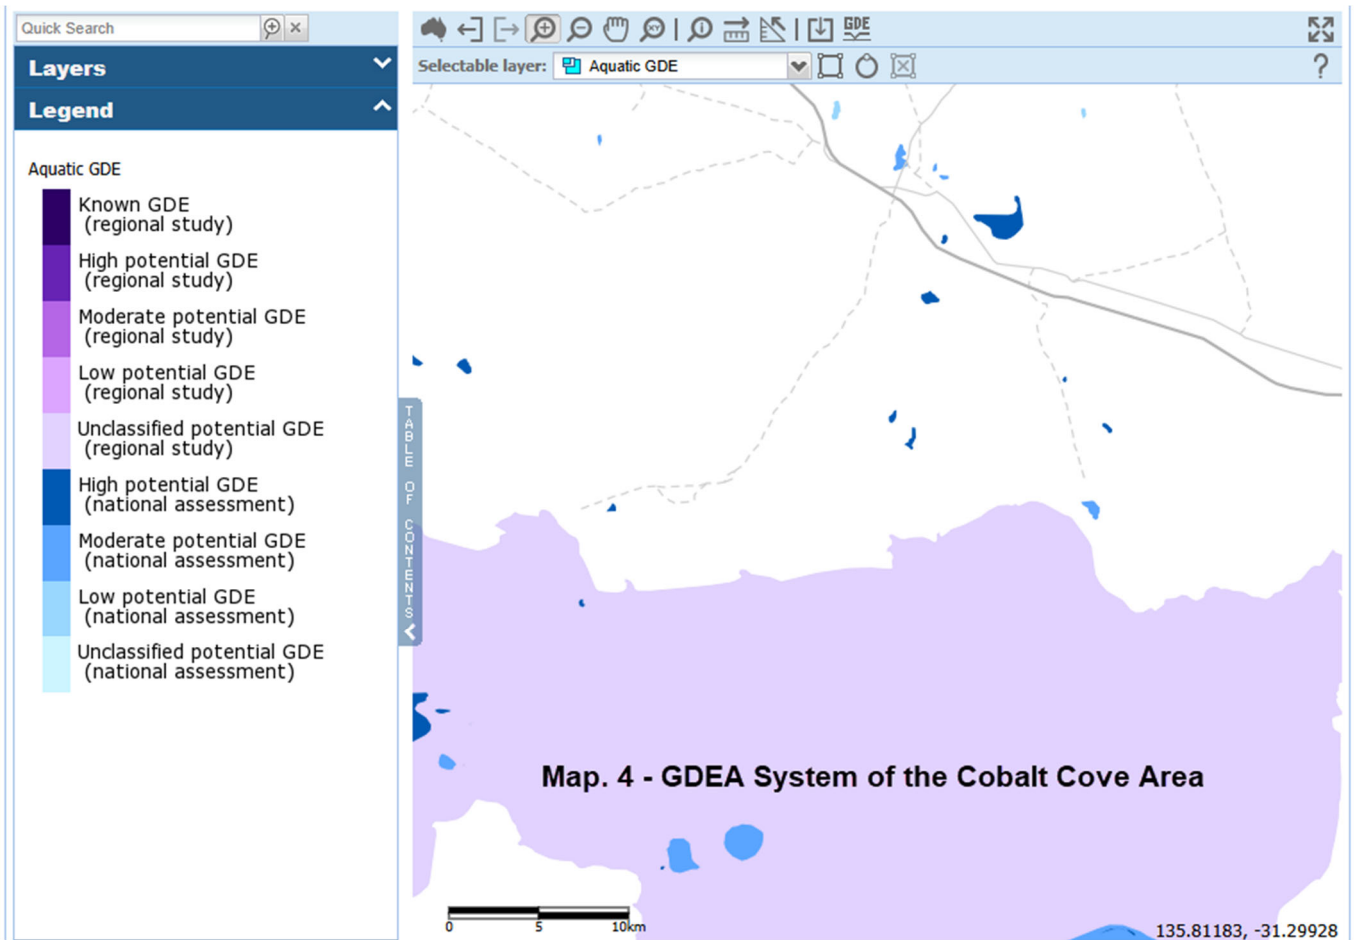 Quick Search
Layers
Legend
Aquatic GDE
Known GDE
(regional study)
High potential GDE
(regional study)
Moderate potential GDE
(regional study)
Low potential GDE
(regional study)
Unclassified potential GDE
(regional study)
High potential GDE
(national assessment)
Moderate potential GDE
(national assessment)
Low potential GDE
(national assessment)
Unclassified potential GDE
(national assessment)
TABLE OF CONTENTS
XY
GDE
Selectable layer: Aquatic GDE
?
Map. 4 - GDEA System of the Cobalt Cove Area
0 5 10km
135.81183, -31.29928